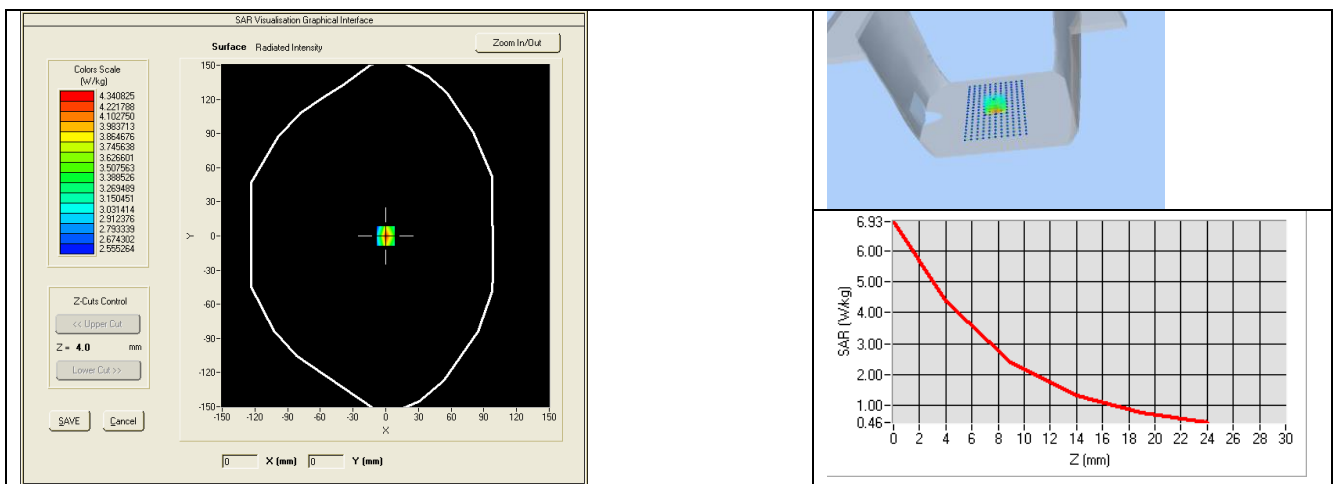 SAR Visualisation Graphical Interface
Surface Radiated Intensity
Zoom In/Out
Colors Scale
(W/kg)
4.340825
4.221788
4.102750
3.983713
3.864676
3.745638
3.626601
3.507563
3.388526
3.269489
3.150451
3.031414
2.912376
2.793339
2.674302
2.555264
Z-Cuts Control
<< Upper Cut
Z = 4.0 mm
Lower Cut >>
SAVE Cancel
150
120
90
60
30
0
-30
-60
-90
-120
-150
Y
-150 -120 -90 -60 -30 0 30 60 90 120 150
X
0 X (mm) 0 Y (mm)
6.93
6.00
5.00
4.00
3.00
2.00
1.00
0.46
SAR (W/kg)
0 2 4 6 8 10 12 14 16 18 20 22 24 26 28 30
Z (mm)